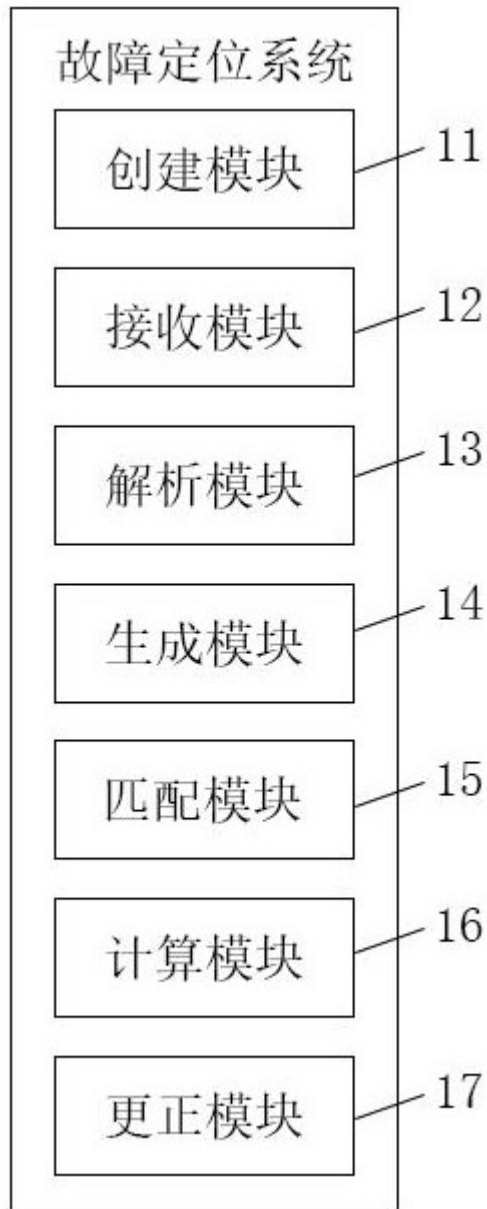 故障定位系统
创建模块
11
接收模块
12
解析模块
13
生成模块
14
匹配模块
15
计算模块
16
更正模块
17